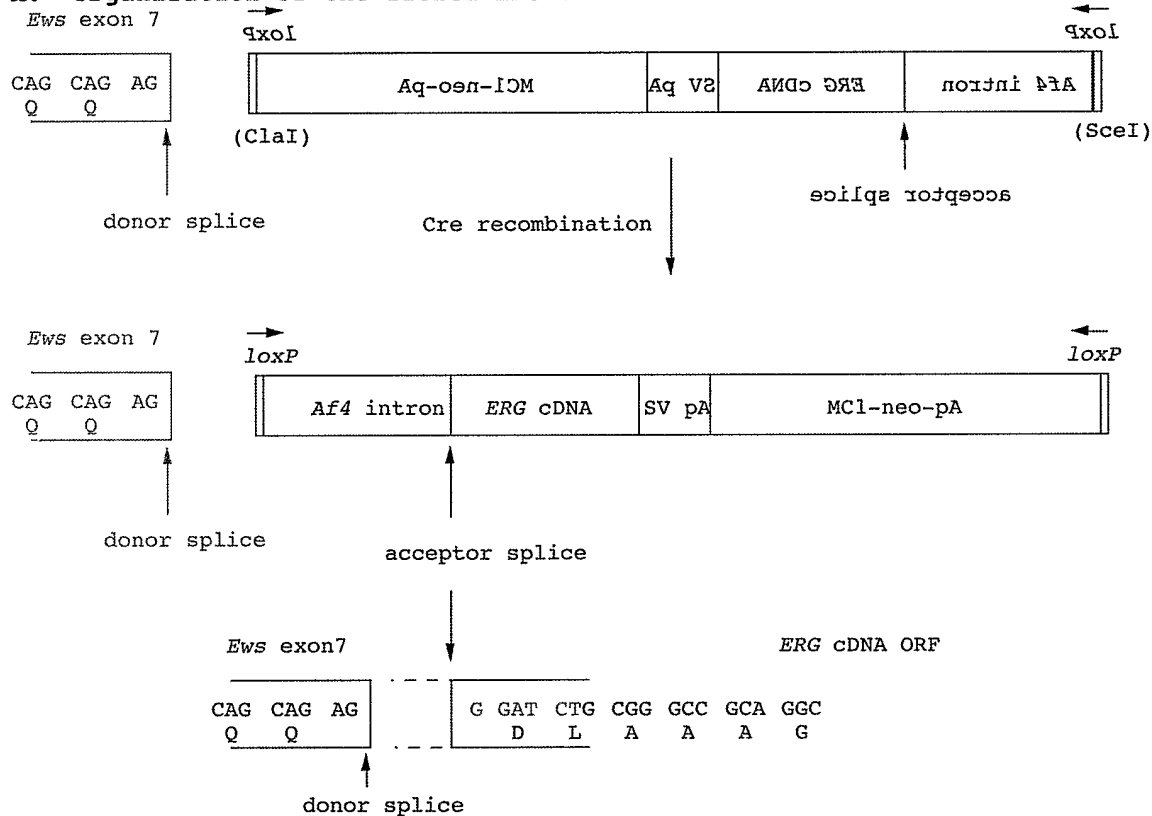 Ews exon 7
loxP
loxP
CAG CAG AG
Q Q
MC1-neo-pA
SV pA
ERG cDNA
Af4 intron
(ClaI)
(SceI)
donor splice
acceptor splice
Cre recombination
Ews exon 7
loxP
loxP
CAG CAG AG
Q Q
Af4 intron
ERG cDNA
SV pA
MC1-neo-pA
donor splice
acceptor splice
Ews exon7
ERG cDNA ORF
CAG CAG AG
G GAT CTG CGG GCC GCA GGC
Q Q
D L A A A G
donor splice